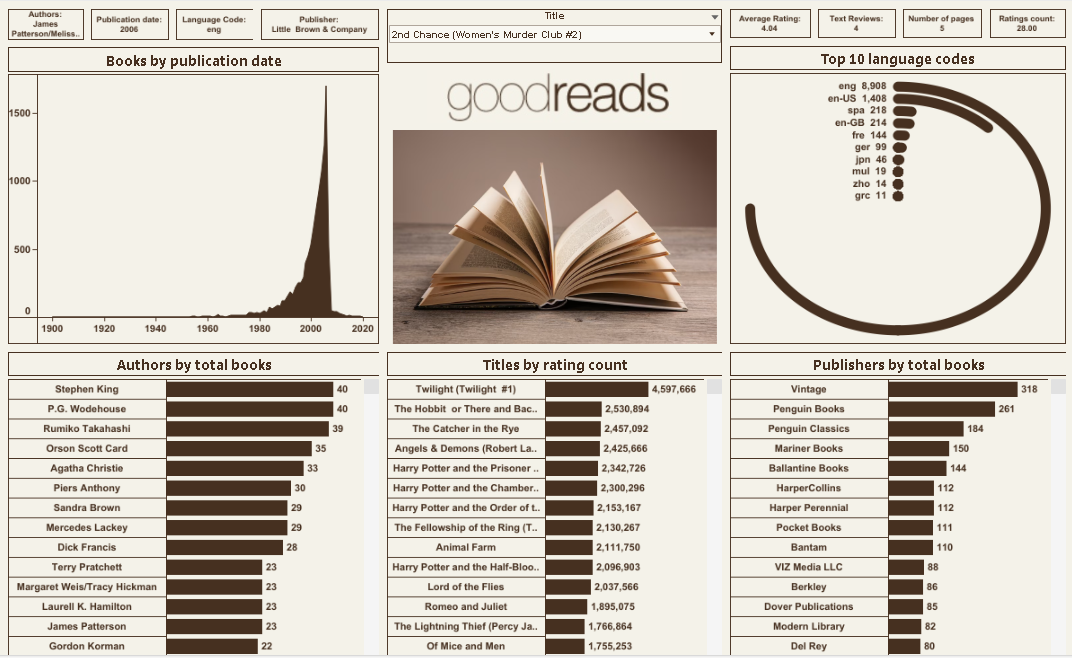 Authors:
James
Patterson/Meliss..
Publication date:
2006
Language Code:
eng
Publisher:
Little Brown & Company
Title
2nd Chance (Women's Murder Club #2)
Average Rating:
4.04
Text Reviews:
4
Number of pages
5
Ratings count:
28.00
Books by publication date
1500
1000
500
0
1900
1920
1940
1960
1980
2000
2020
goodreads
Top 10 language codes
eng 8,908
en-US 1,408
spa 218
en-GB 214
fre 144
ger 99
jpn 46
mul 19
zho 14
grc 11
Authors by total books
Stephen King 40
P.G. Wodehouse 40
Rumiko Takahashi 39
Orson Scott Card 35
Agatha Christie 33
Piers Anthony 30
Sandra Brown 29
Mercedes Lackey 29
Dick Francis 28
Terry Pratchett 23
Margaret Weis/Tracy Hickman 23
Laurell K. Hamilton 23
James Patterson 23
Gordon Korman 22
Titles by rating count
Twilight (Twilight #1) 4,597,666
The Hobbit or There and Bac.. 2,530,894
The Catcher in the Rye 2,457,092
Angels & Demons (Robert La.. 2,425,666
Harry Potter and the Prisoner .. 2,342,726
Harry Potter and the Chamber.. 2,300,296
Harry Potter and the Order of t.. 2,153,167
The Fellowship of the Ring (T.. 2,130,267
Animal Farm 2,111,750
Harry Potter and the Half-Bloo.. 2,096,903
Lord of the Flies 2,037,566
Romeo and Juliet 1,895,075
The Lightning Thief (Percy Ja.. 1,766,864
Of Mice and Men 1,755,253
Publishers by total books
Vintage 318
Penguin Books 261
Penguin Classics 184
Mariner Books 150
Ballantine Books 144
HarperCollins 112
Harper Perennial 112
Pocket Books 111
Bantam 110
VIZ Media LLC 88
Berkley 86
Dover Publications 85
Modern Library 82
Del Rey 80